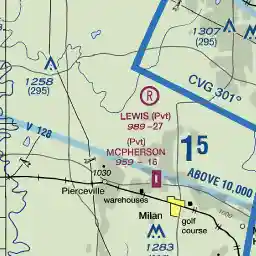 1307
(295)
1258
(295)
CVG 301°
R
LEWIS (Pvt)
989 - 27
V 128
(Pvt)
MCPHERSON
959 - 16
15
ABOVE 10,000
1030
Pierceville
warehouses
Milan
golf
course
1283